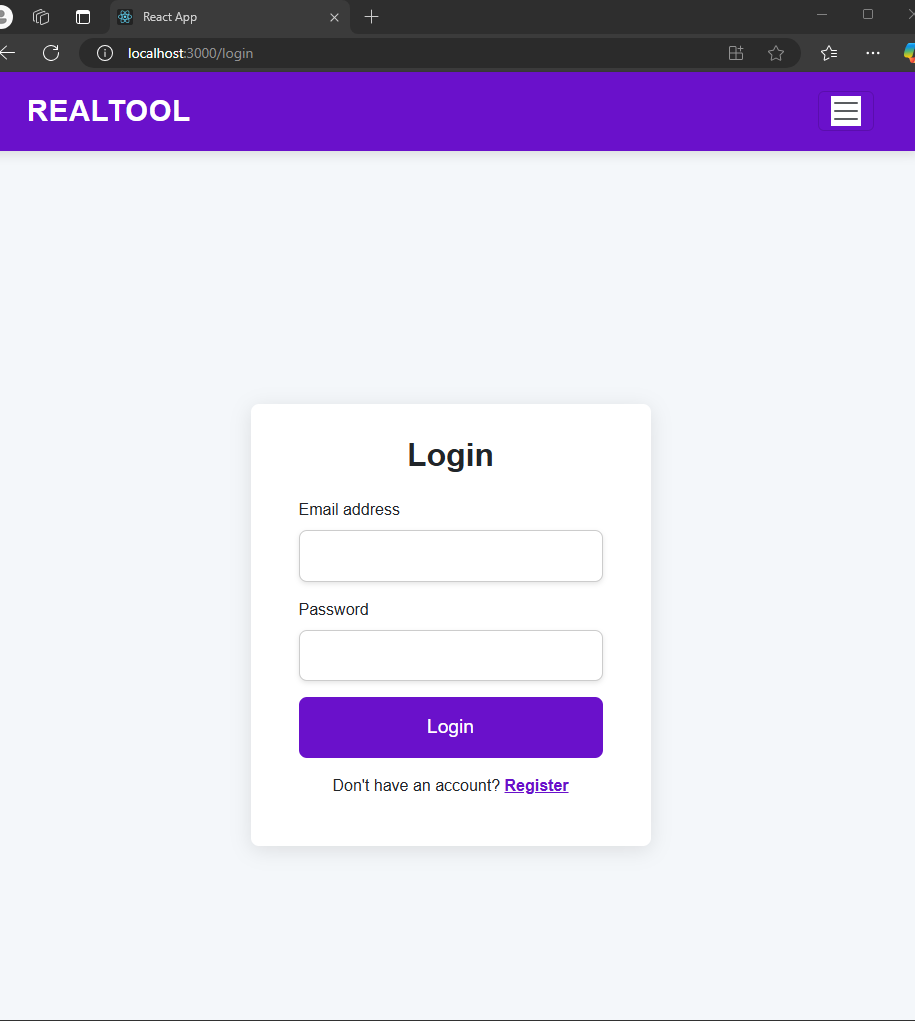 React App
localhost:3000/login
REALTOOL
Login
Email address
Password
Login
Don't have an account? Register